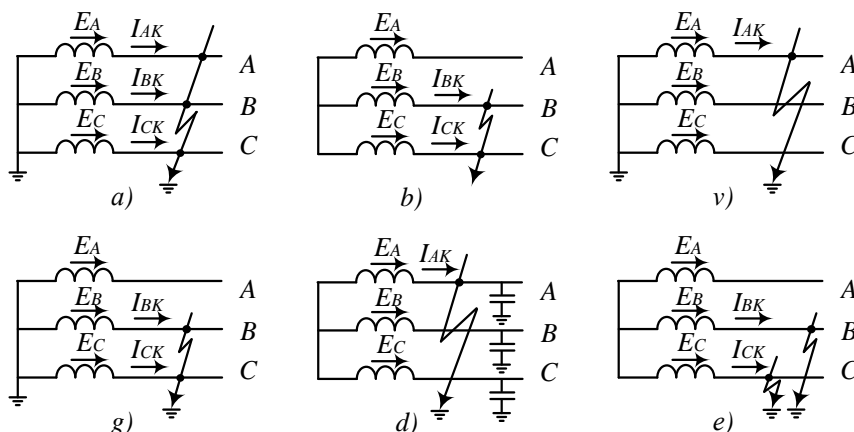 EA IAK A
EB IBK B
EC ICK C
a)
EA A
EB IBK B
EC ICK C
b)
EA IAK A
EB B
EC C
v)
EA A
EB IBK B
EC ICK C
g)
EA IAK A
EB B
EC C
d)
EA A
EB IBK B
EC ICK C
e)